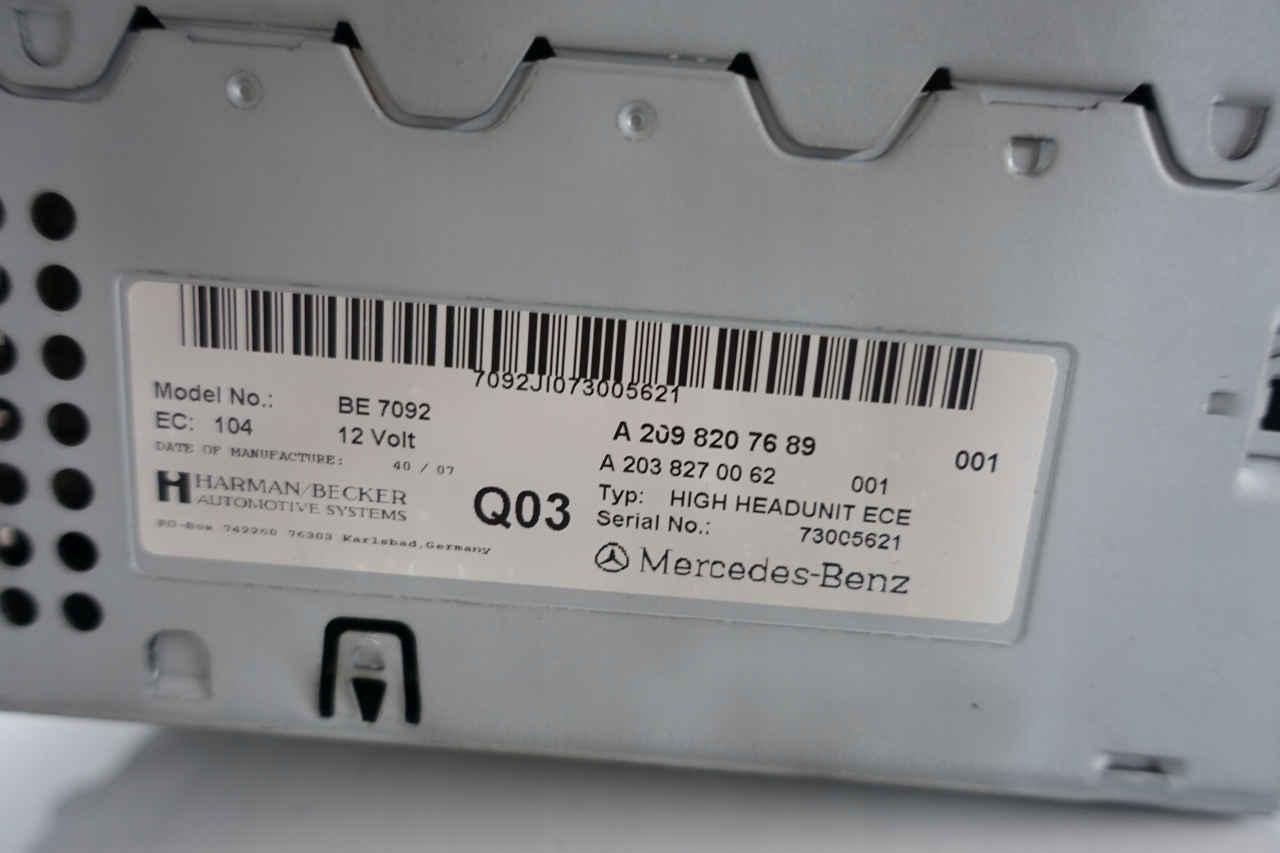 7092JI073005621
Model No.: BE 7092
EC: 104 12 Volt
DATE OF MANUFACTURE: 40 / 07
HARMAN/BECKER
AUTOMOTIVE SYSTEMS
PO-Box 742260 76303 Karlsbad,Germany
Q03
A 209 820 76 89 001
A 203 827 00 62 001
Typ: HIGH HEADUNIT ECE
Serial No.: 73005621
Mercedes-Benz